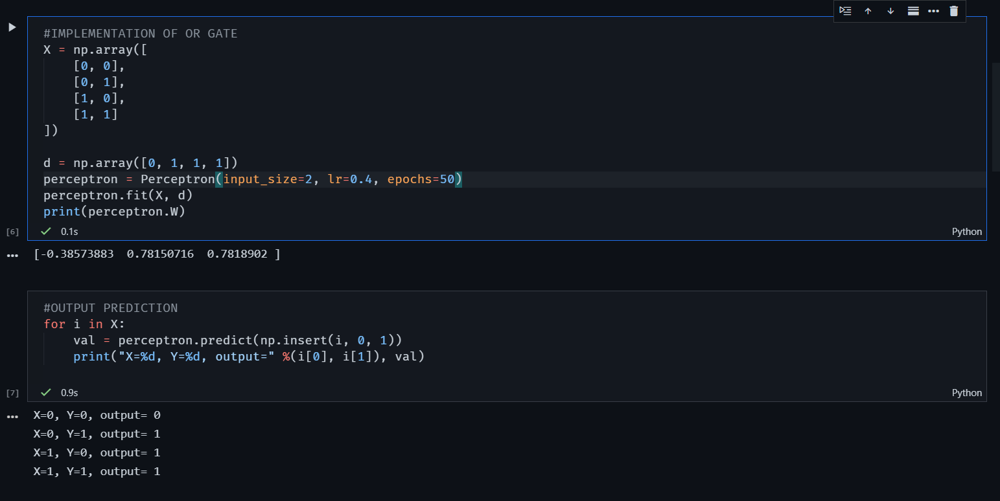 #IMPLEMENTATION OF OR GATE
X = np.array([
    [0, 0],
    [0, 1],
    [1, 0],
    [1, 1]
])

d = np.array([0, 1, 1, 1])
perceptron = Perceptron(input_size=2, lr=0.4, epochs=50)
perceptron.fit(X, d)
print(perceptron.W)
[6] 0.1s Python
[-0.38573883  0.78150716  0.7818902 ]
#OUTPUT PREDICTION
for i in X:
    val = perceptron.predict(np.insert(i, 0, 1))
    print("X=%d, Y=%d, output=" %(i[0], i[1]), val)
[7] 0.9s Python
X=0, Y=0, output= 0
X=0, Y=1, output= 1
X=1, Y=0, output= 1
X=1, Y=1, output= 1